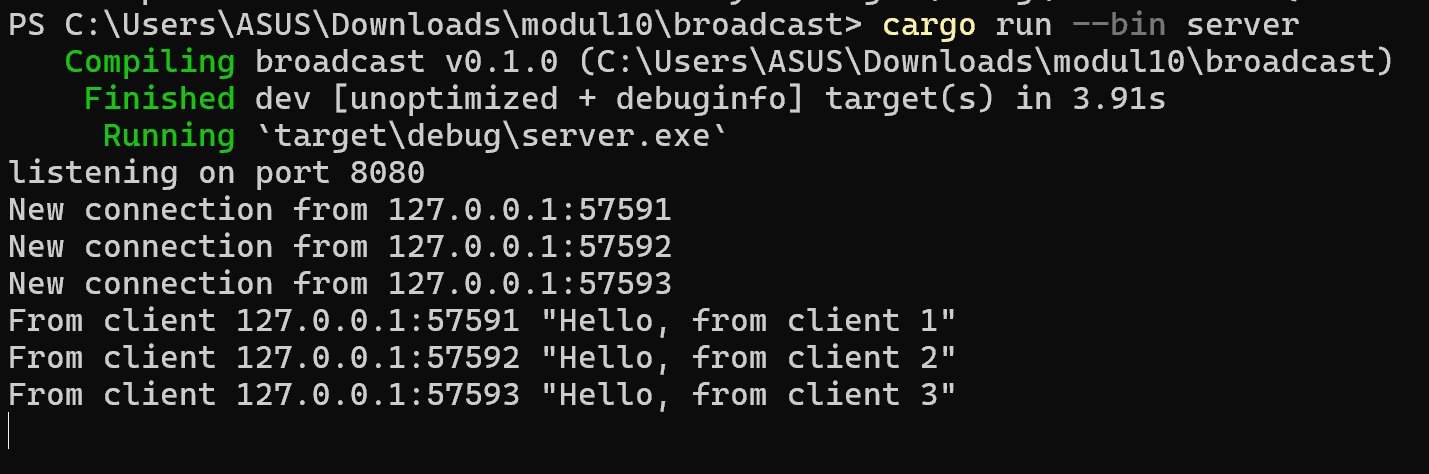 PS C:\Users\ASUS\Downloads\modul10\broadcast> cargo run --bin server
Compiling broadcast v0.1.0 (C:\Users\ASUS\Downloads\modul10\broadcast)
Finished dev [unoptimized + debuginfo] target(s) in 3.91s
Running `target\debug\server.exe`
listening on port 8080
New connection from 127.0.0.1:57591
New connection from 127.0.0.1:57592
New connection from 127.0.0.1:57593
From client 127.0.0.1:57591 "Hello, from client 1"
From client 127.0.0.1:57592 "Hello, from client 2"
From client 127.0.0.1:57593 "Hello, from client 3"